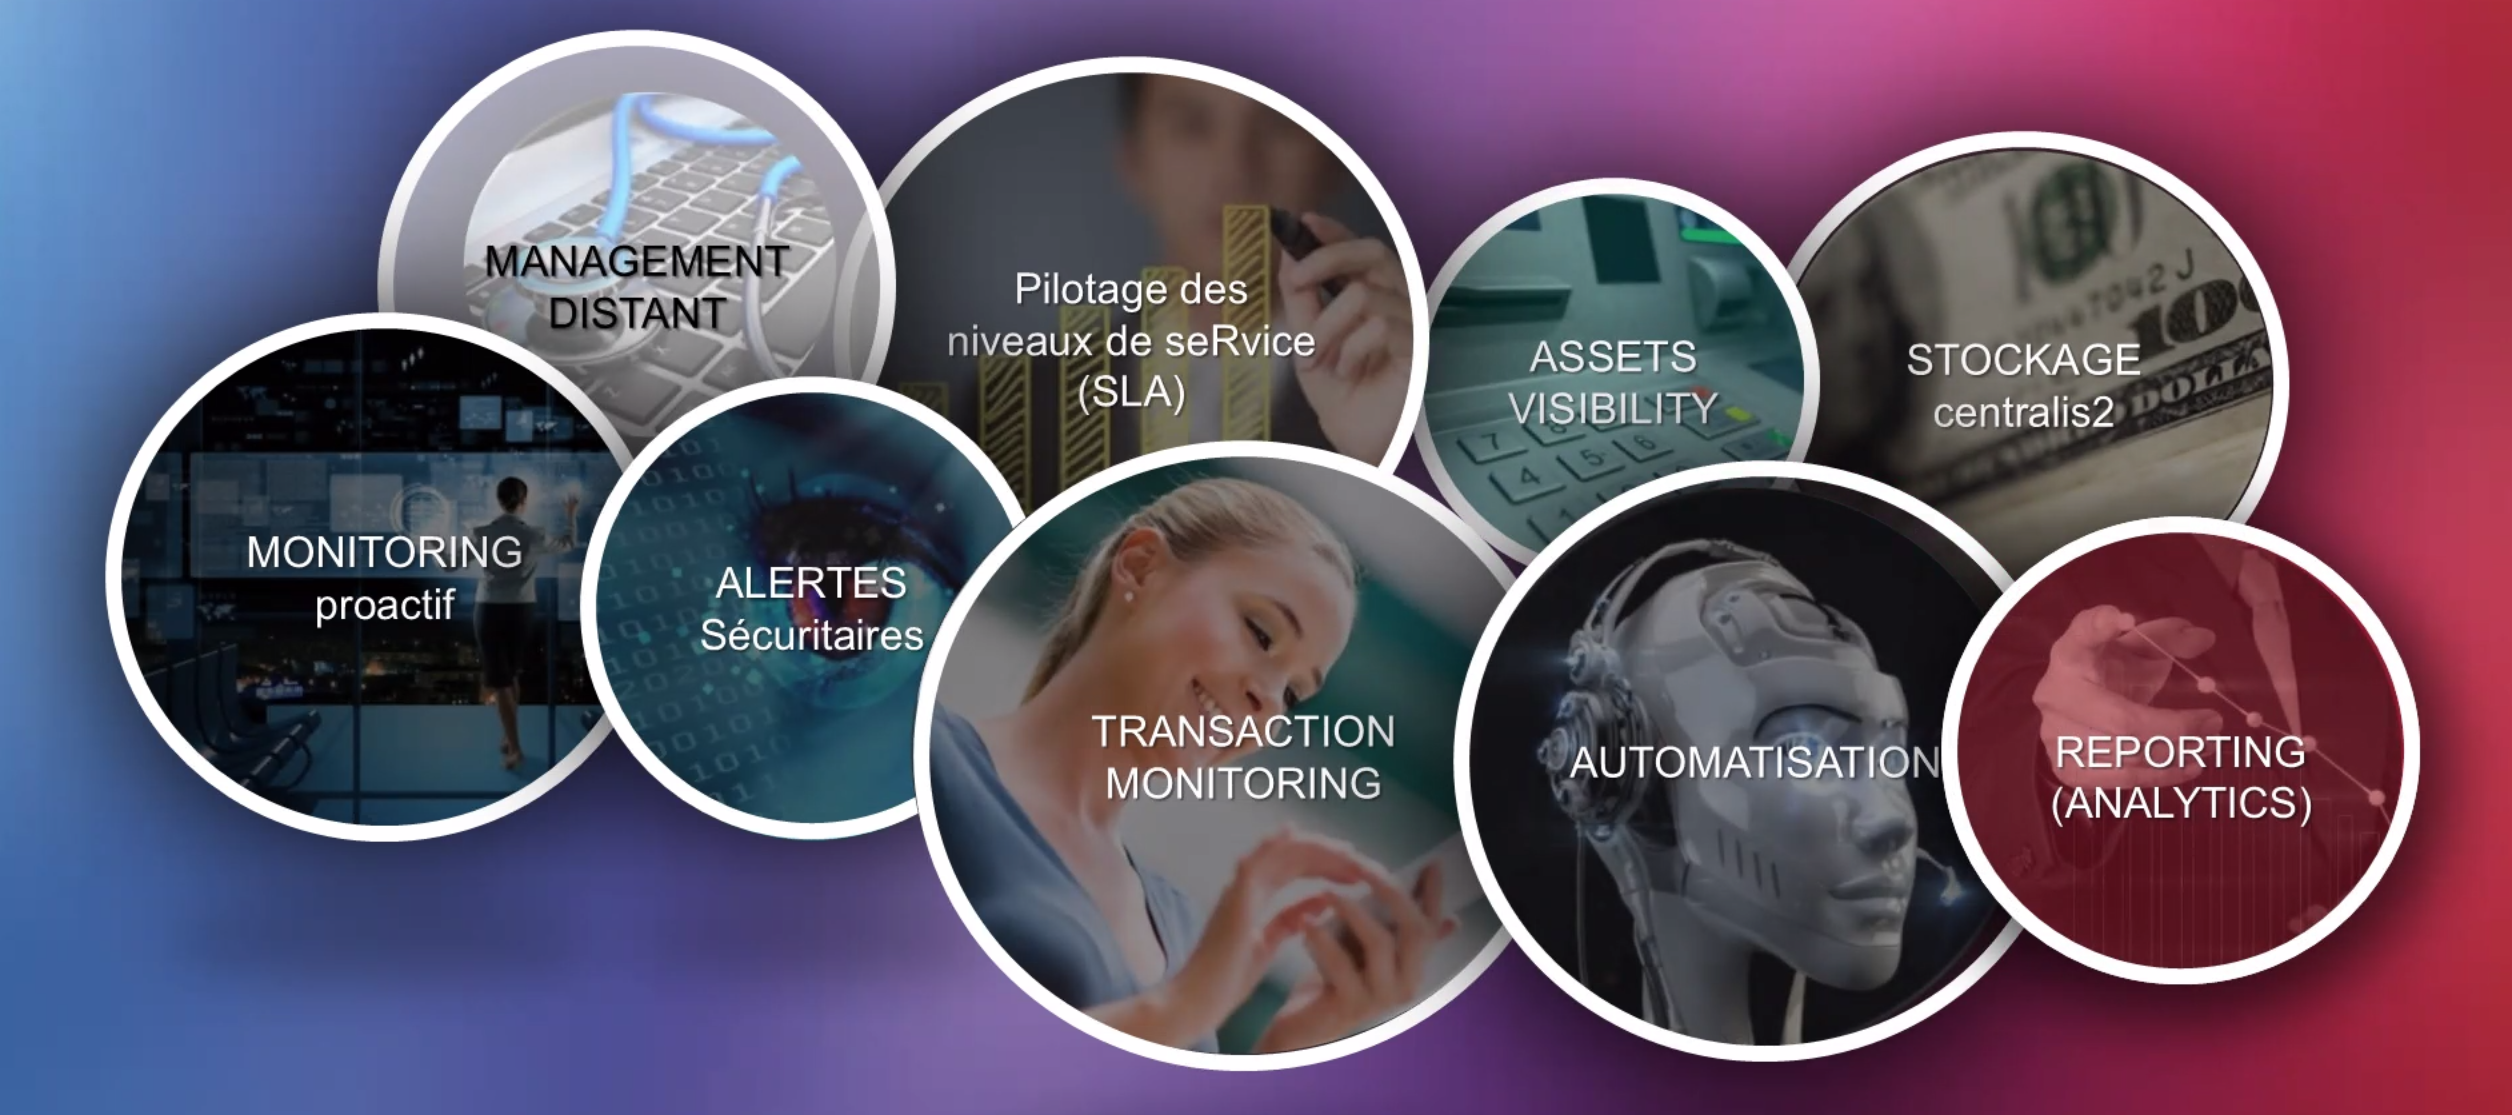 MANAGEMENT
DISTANT
Pilotage des
niveaux de seRvice
(SLA)
ASSETS
VISIBILITY
STOCKAGE
centralis2
MONITORING
proactif
ALERTES
Sécuritaires
TRANSACTION
MONITORING
AUTOMATISATION
REPORTING
(ANALYTICS)